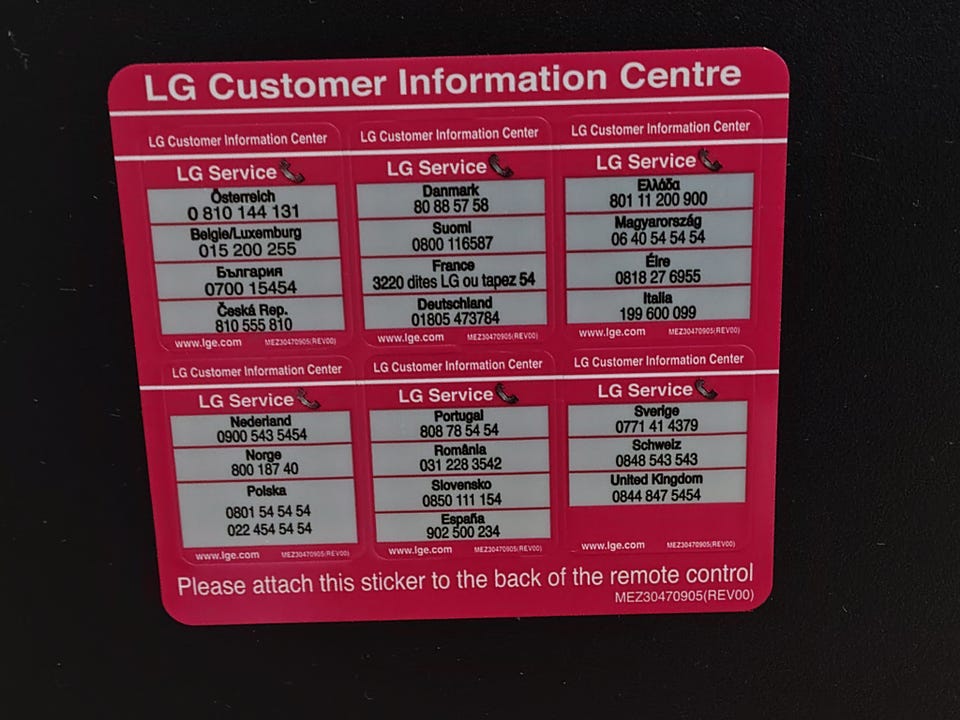 LG Customer Information Centre
LG Customer Information Center
LG Service
Österreich
0 810 144 131
Belgie/Luxemburg
015 200 255
България
0700 15454
Česká Rep.
810 555 810
www.lge.com MEZ30470905(REV00)
LG Customer Information Center
LG Service
Danmark
80 88 57 58
Suomi
0800 116587
France
3220 dites LG ou tapez 54
Deutschland
01805 473784
www.lge.com MEZ30470905(REV00)
LG Customer Information Center
LG Service
Ελλάδα
801 11 200 900
Magyarország
06 40 54 54 54
Éire
0818 27 6955
Italia
199 600 099
www.lge.com MEZ30470905(REV00)
LG Customer Information Center
LG Service
Nederland
0900 543 5454
Norge
800 187 40
Polska
0801 54 54 54
022 454 54 54
www.lge.com MEZ30470905(REV00)
LG Customer Information Center
LG Service
Portugal
808 78 54 54
România
031 228 3542
Slovensko
0850 111 154
España
902 500 234
www.lge.com MEZ30470905(REV00)
LG Customer Information Center
LG Service
Sverige
0771 41 4379
Schweiz
0848 543 543
United Kingdom
0844 847 5454
www.lge.com MEZ30470905(REV00)
Please attach this sticker to the back of the remote control
MEZ30470905(REV00)